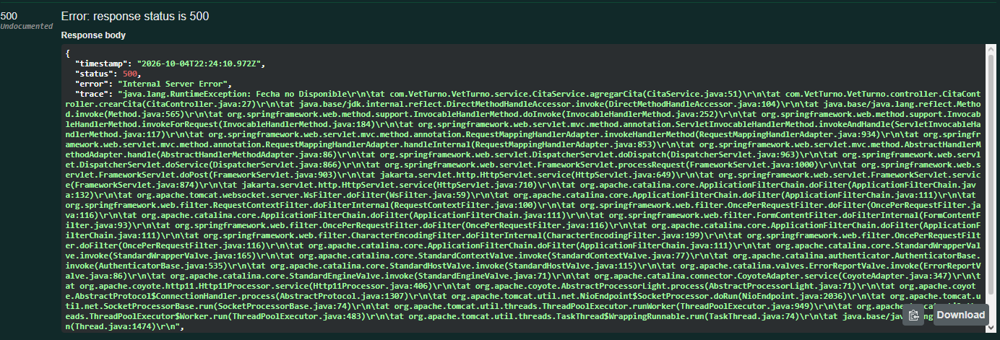 500
Undocumented
Error: response status is 500
Response body
{
"timestamp": "2026-10-04T22:24:10.972Z",
"status": 500,
"error": "Internal Server Error",
"trace": "java.lang.RuntimeException: Fecha no Disponible\r\n\tat com.VetTurno.VetTurno.service.CitaService.agregarCita(CitaService.java:51)\r\n\tat com.VetTurno.VetTurno.controller.CitaCont
roller.crearCita(CitaController.java:27)\r\n\tat java.base/jdk.internal.reflect.DirectMethodHandleAccessor.invoke(DirectMethodHandleAccessor.java:104)\r\n\tat java.base/java.lang.reflect.Metho
d.invoke(Method.java:565)\r\n\tat org.springframework.web.method.support.InvocableHandlerMethod.doInvoke(InvocableHandlerMethod.java:252)\r\n\tat org.springframework.web.method.support.Invocab
leHandlerMethod.invokeForRequest(InvocableHandlerMethod.java:184)\r\n\tat org.springframework.web.servlet.mvc.method.annotation.ServletInvocableHandlerMethod.invokeAndHandle(ServletInvocableHa
ndlerMethod.java:117)\r\n\tat org.springframework.web.servlet.mvc.method.annotation.RequestMappingHandlerAdapter.invokeHandlerMethod(RequestMappingHandlerAdapter.java:934)\r\n\tat org.springfr
amework.web.servlet.mvc.method.annotation.RequestMappingHandlerAdapter.handleInternal(RequestMappingHandlerAdapter.java:853)\r\n\tat org.springframework.web.servlet.mvc.method.AbstractHandlerM
ethodAdapter.handle(AbstractHandlerMethodAdapter.java:86)\r\n\tat org.springframework.web.servlet.DispatcherServlet.doDispatch(DispatcherServlet.java:963)\r\n\tat org.springframework.web.servl
et.DispatcherServlet.doService(DispatcherServlet.java:866)\r\n\tat org.springframework.web.servlet.FrameworkServlet.processRequest(FrameworkServlet.java:1000)\r\n\tat org.springframework.web.s
ervlet.FrameworkServlet.doPost(FrameworkServlet.java:903)\r\n\tat jakarta.servlet.http.HttpServlet.service(HttpServlet.java:649)\r\n\tat org.springframework.web.servlet.FrameworkServlet.servic
e(FrameworkServlet.java:874)\r\n\tat jakarta.servlet.http.HttpServlet.service(HttpServlet.java:710)\r\n\tat org.apache.catalina.core.ApplicationFilterChain.doFilter(ApplicationFilterChain.jav
a:132)\r\n\tat org.apache.tomcat.websocket.server.WsFilter.doFilter(WsFilter.java:59)\r\n\tat org.apache.catalina.core.ApplicationFilterChain.doFilter(ApplicationFilterChain.java:111)\r\n\tat
org.springframework.web.filter.RequestContextFilter.doFilterInternal(RequestContextFilter.java:100)\r\n\tat org.springframework.web.filter.OncePerRequestFilter.doFilter(OncePerRequestFilter.ja
va:116)\r\n\tat org.apache.catalina.core.ApplicationFilterChain.doFilter(ApplicationFilterChain.java:111)\r\n\tat org.springframework.web.filter.FormContentFilter.doFilterInternal(FormContentF
ilter.java:93)\r\n\tat org.springframework.web.filter.OncePerRequestFilter.doFilter(OncePerRequestFilter.java:116)\r\n\tat org.apache.catalina.core.ApplicationFilterChain.doFilter(ApplicationF
ilterChain.java:111)\r\n\tat org.springframework.web.filter.CharacterEncodingFilter.doFilterInternal(CharacterEncodingFilter.java:199)\r\n\tat org.springframework.web.filter.OncePerRequestFilt
er.doFilter(OncePerRequestFilter.java:116)\r\n\tat org.apache.catalina.core.ApplicationFilterChain.doFilter(ApplicationFilterChain.java:111)\r\n\tat org.apache.catalina.core.StandardWrapperVal
ve.invoke(StandardWrapperValve.java:165)\r\n\tat org.apache.catalina.core.StandardContextValve.invoke(StandardContextValve.java:77)\r\n\tat org.apache.catalina.authenticator.AuthenticatorBase.
invoke(AuthenticatorBase.java:535)\r\n\tat org.apache.catalina.core.StandardHostValve.invoke(StandardHostValve.java:115)\r\n\tat org.apache.catalina.valves.ErrorReportValve.invoke(ErrorReportV
alve.java:86)\r\n\tat org.apache.catalina.core.StandardEngineValve.invoke(StandardEngineValve.java:71)\r\n\tat org.apache.catalina.connector.CoyoteAdapter.service(CoyoteAdapter.java:347)\r\n\t
at org.apache.coyote.http11.Http11Processor.service(Http11Processor.java:406)\r\n\tat org.apache.coyote.AbstractProcessorLight.process(AbstractProcessorLight.java:71)\r\n\tat org.apache.coyot
e.AbstractProtocol$ConnectionHandler.process(AbstractProtocol.java:1307)\r\n\tat org.apache.tomcat.util.net.NioEndpoint$SocketProcessor.doRun(NioEndpoint.java:2036)\r\n\tat org.apache.tomcat.u
til.net.SocketProcessorBase.run(SocketProcessorBase.java:74)\r\n\tat org.apache.tomcat.util.threads.ThreadPoolExecutor.runWorker(ThreadPoolExecutor.java:949)\r\n\tat org.apache.tomcat.util.thr
eads.ThreadPoolExecutor$Worker.run(ThreadPoolExecutor.java:483)\r\n\tat org.apache.tomcat.util.threads.TaskThread$WrappingRunnable.run(TaskThread.java:74)\r\n\tat java.base/jav
n(Thread.java:1474)\r\n",
Download